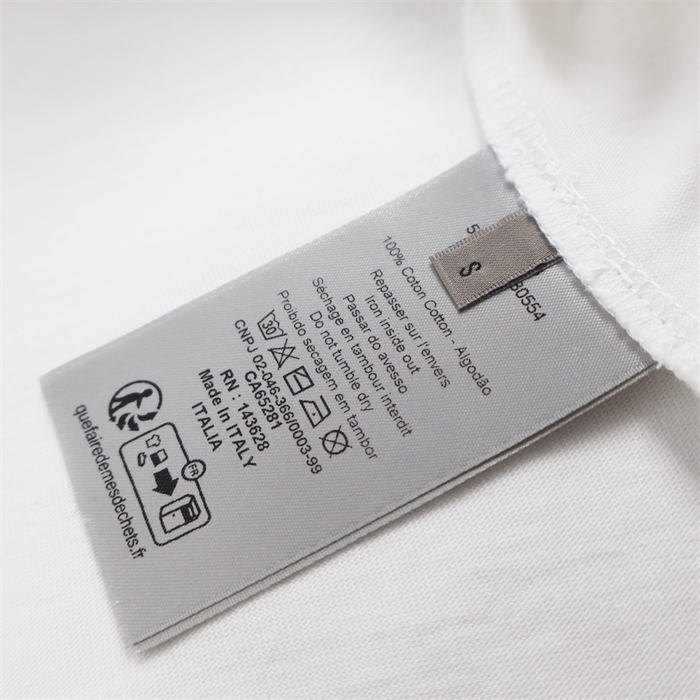 S
100% Coton Cotton - Algodão
Repasser sur l'envers
Iron inside out
Passar do avesso
Séchage en tambour interdit
Do not tumble dry
Proibido secagem em tambor
30
CNPJ 02-046-366/0003-99
CA65281
RN : 143628
Made In ITALY
ITALIA
FR
quefairedemesdechets.fr